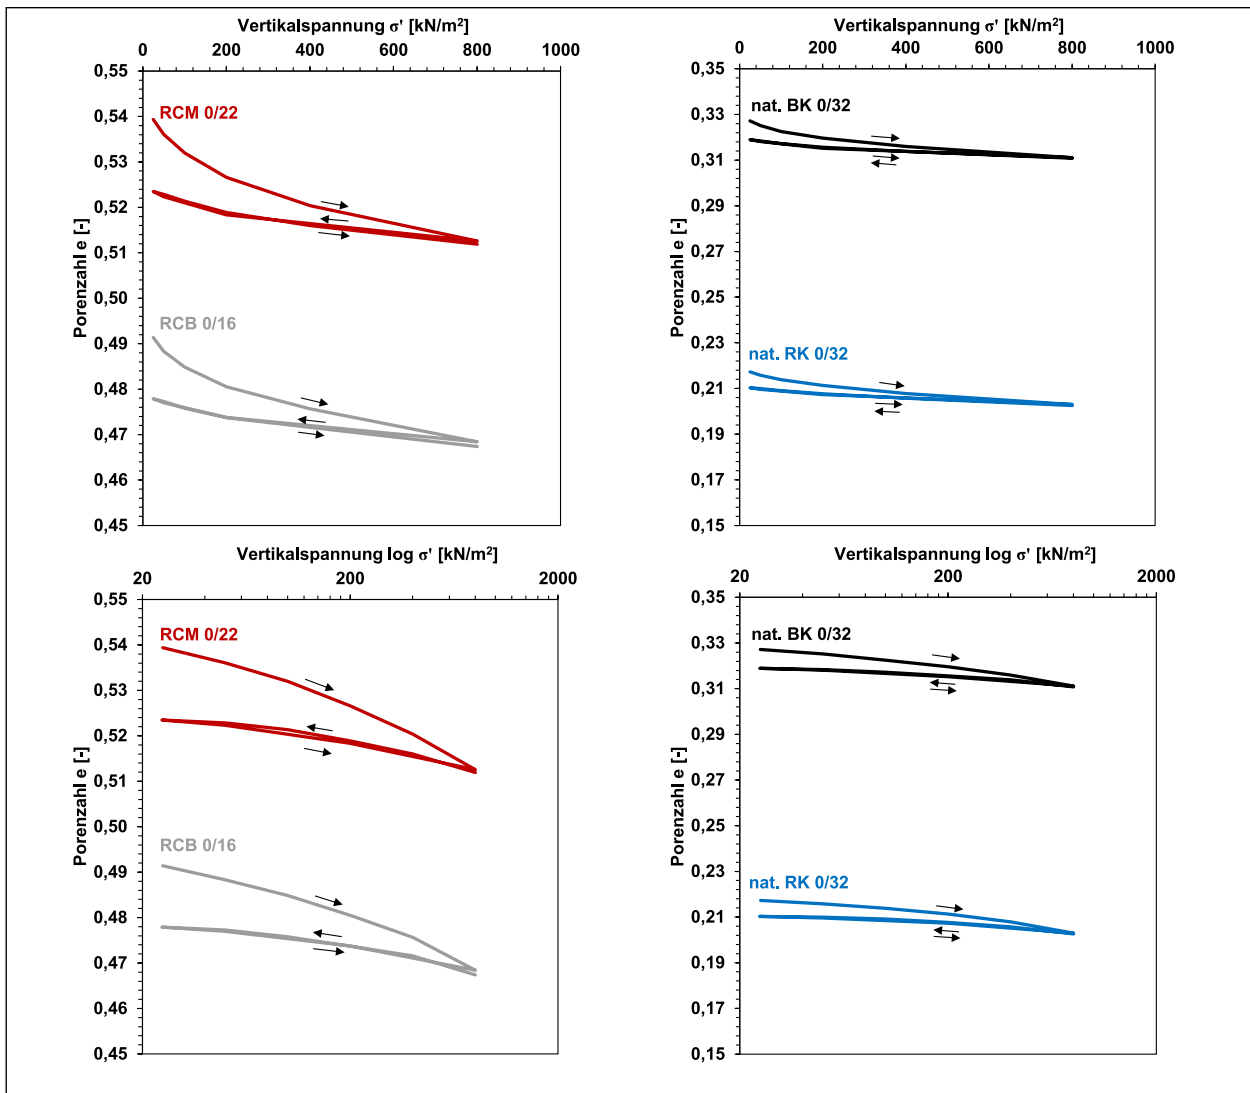 Vertikalspannung σ' [kN/m²]
0 200 400 600 800 1000
0,55
0,54
0,53
0,52
0,51
0,50
0,49
0,48
0,47
0,46
0,45
Porenzahl e [-]
RCM 0/22
RCB 0/16
Vertikalspannung σ' [kN/m²]
0 200 400 600 800 1000
0,35
0,33
0,31
0,29
0,27
0,25
0,23
0,21
0,19
0,17
0,15
Porenzahl e [-]
nat. BK 0/32
nat. RK 0/32
Vertikalspannung log σ' [kN/m²]
20 200 2000
0,55
0,54
0,53
0,52
0,51
0,50
0,49
0,48
0,47
0,46
0,45
Porenzahl e [-]
RCM 0/22
RCB 0/16
Vertikalspannung log σ' [kN/m²]
20 200 2000
0,35
0,33
0,31
0,29
0,27
0,25
0,23
0,21
0,19
0,17
0,15
Porenzahl e [-]
nat. BK 0/32
nat. RK 0/32